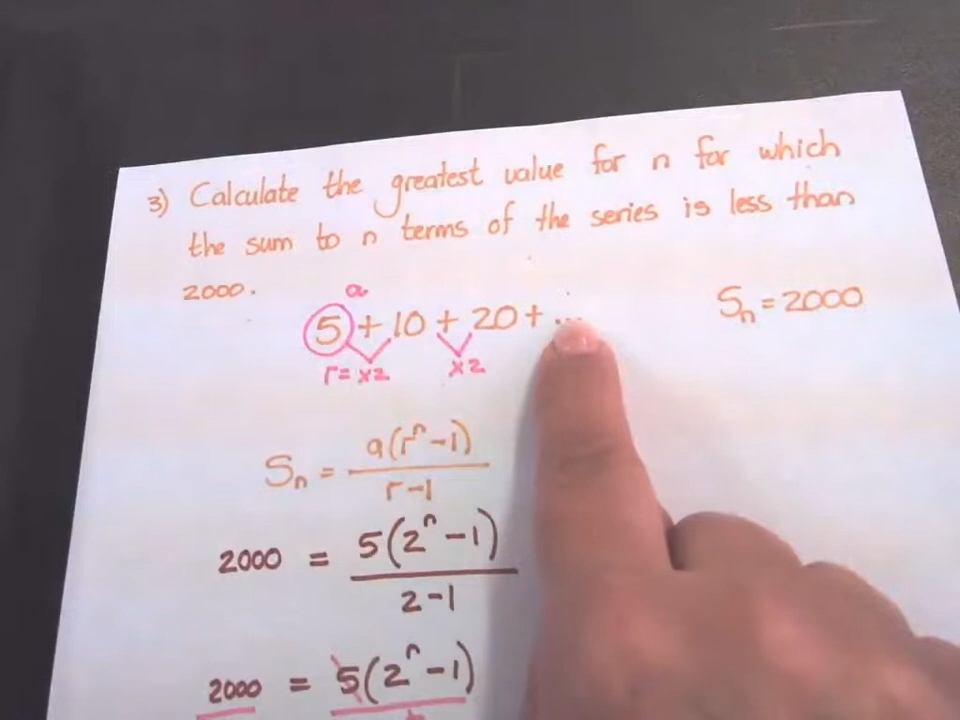 3) Calculate the greatest value for n for which
the sum to n terms of the series is less than
2000.
a
5 + 10 + 20 + ... Sn = 2000
r = x2 x2
Sn = a(r^n - 1) / r - 1
2000 = 5(2^n - 1) / 2 - 1
2000 = 5(2^n - 1)